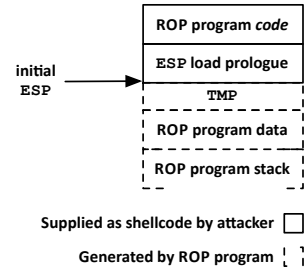 ROP program code
ESP load prologue
initial
ESP
TMP
ROP program data
ROP program stack
Supplied as shellcode by attacker
Generated by ROP program